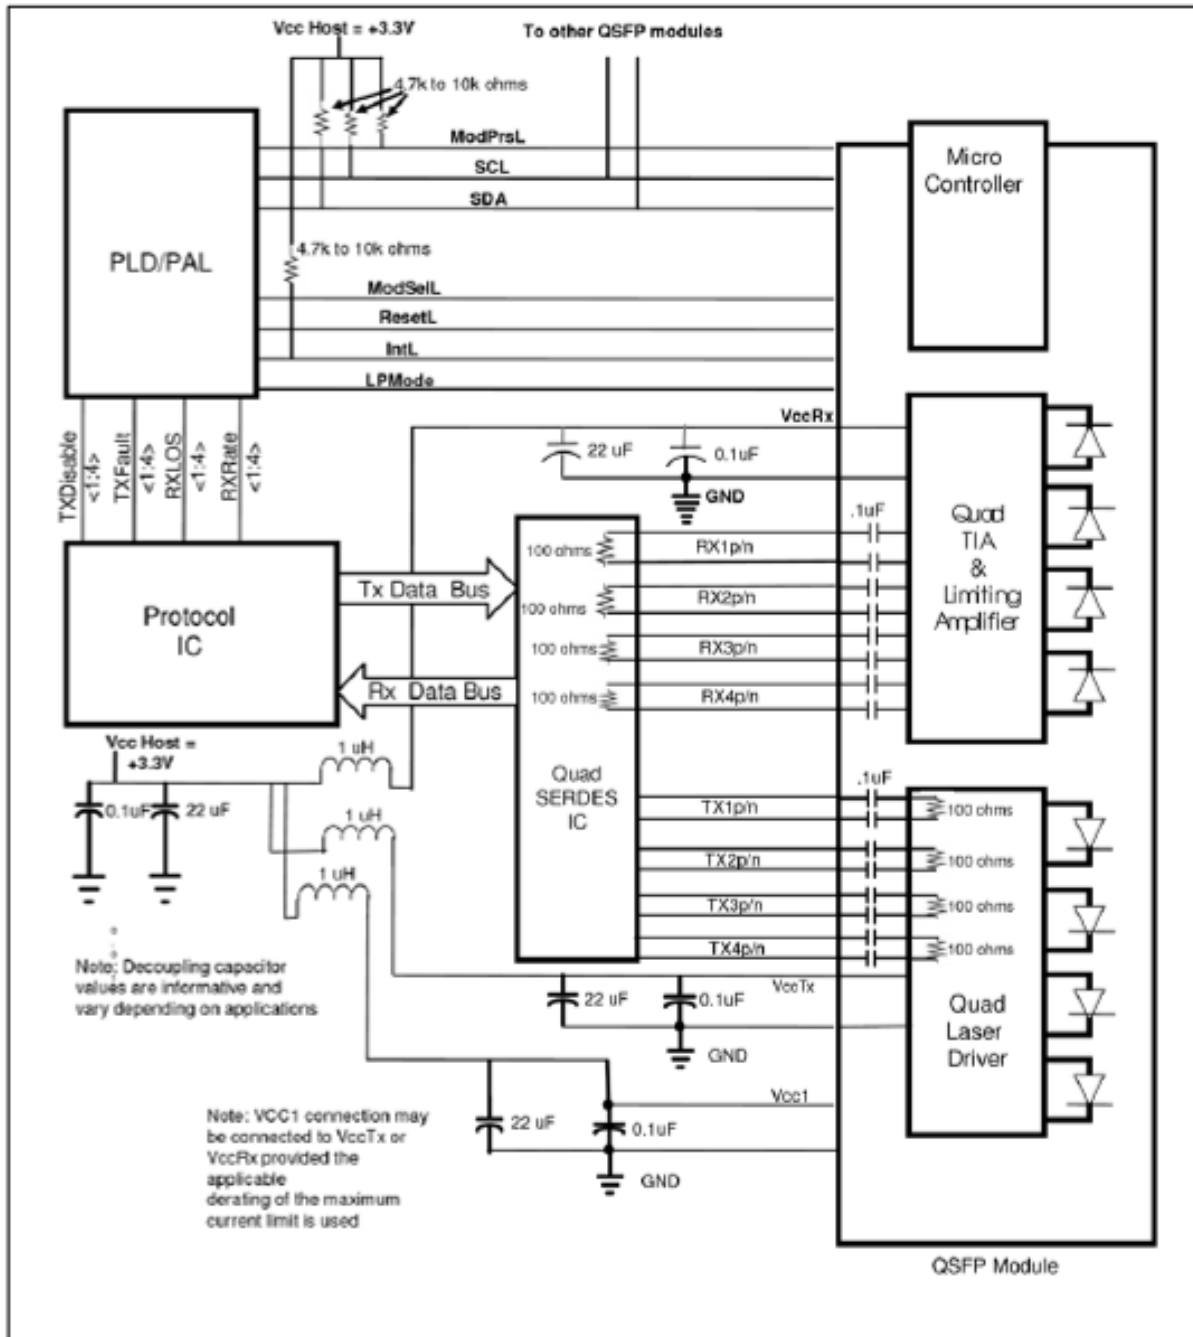 Vcc Host = +3.3V
To other QSFP modules
4.7k to 10k ohms
ModPrsL
SCL
SDA
Micro
Controller
PLD/PAL
4.7k to 10k ohms
ModSelL
ResetL
IntL
LPMode
TXDisable
<1:4>
TXFault
<1:4>
RXLOS
<1:4>
RXRate
<1:4>
VccRx
22 uF
0.1uF
GND
.1uF
Quad
TIA
&
Limiting
Amplifier
100 ohms
RX1p/n
100 ohms
RX2p/n
100 ohms
RX3p/n
100 ohms
RX4p/n
Tx Data Bus
Protocol
IC
Rx Data Bus
Vcc Host =
+3.3V
0.1uF
22 uF
1 uH
1 uH
1 uH
Quad
SERDES
IC
.1uF
TX1p/n
100 ohms
TX2p/n
100 ohms
TX3p/n
100 ohms
TX4p/n
100 ohms
Note: Decoupling capacitor
values are informative and
vary depending on applications
22 uF
0.1uF
VccTx
GND
Quad
Laser
Driver
Vcc1
22 uF
0.1uF
GND
Note: VCC1 connection may
be connected to VccTx or
VccRx provided the
applicable
derating of the maximum
current limit is used
QSFP Module